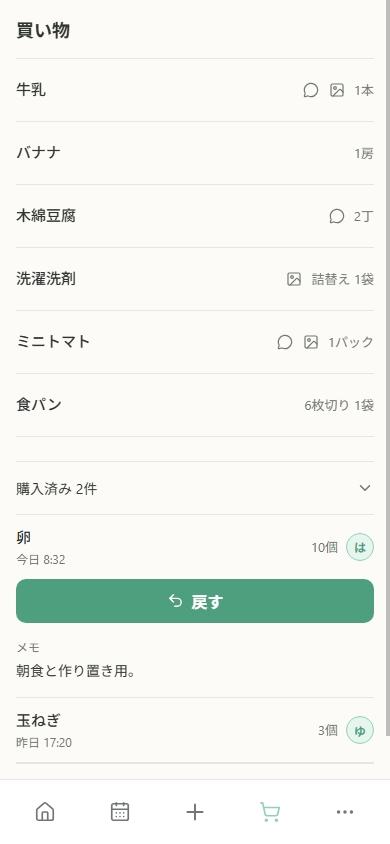 買い物
牛乳 1本
バナナ 1房
木綿豆腐 2丁
洗濯洗剤 詰替え 1袋
ミニトマト 1パック
食パン 6枚切り 1袋
購入済み 2件
卵 10個 は
今日 8:32
戻す
メモ
朝食と作り置き用。
玉ねぎ 3個 ゆ
昨日 17:20